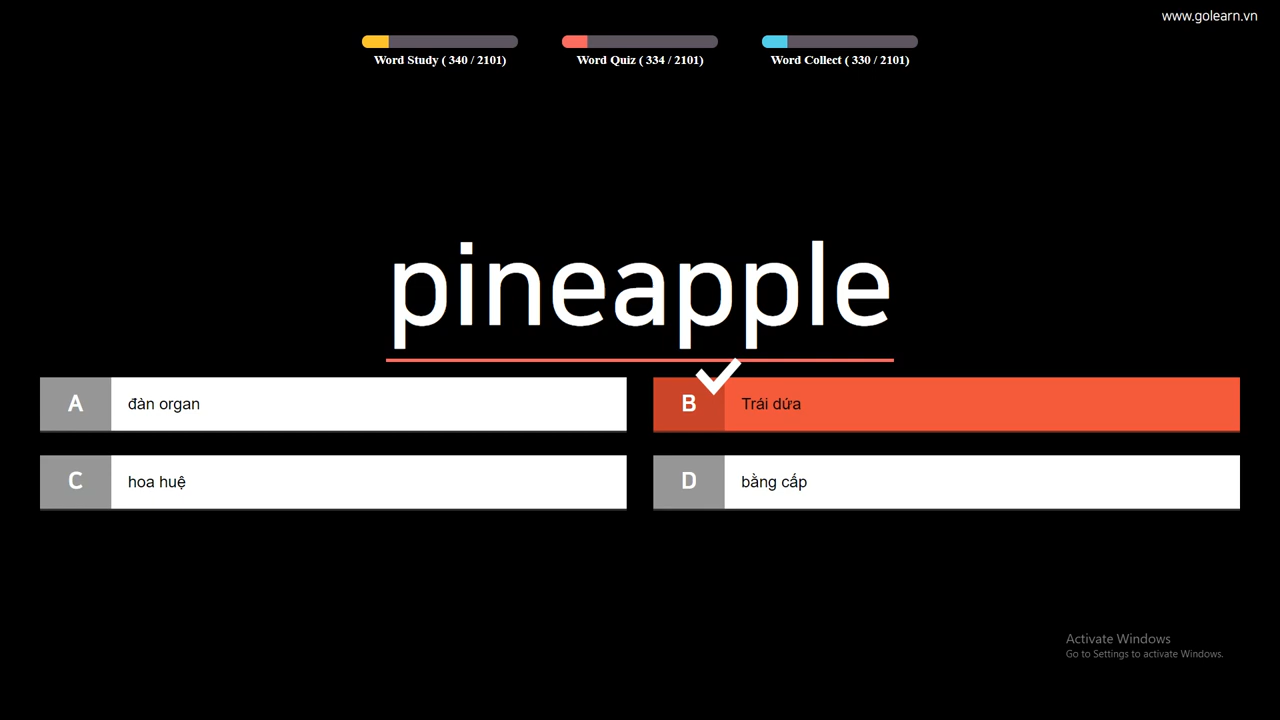 www.golearn.vn
Word Study ( 340 / 2101)
Word Quiz ( 334 / 2101)
Word Collect ( 330 / 2101)
pineapple
A đàn organ
B Trái dứa
C hoa huệ
D bằng cấp
Activate Windows
Go to Settings to activate Windows.